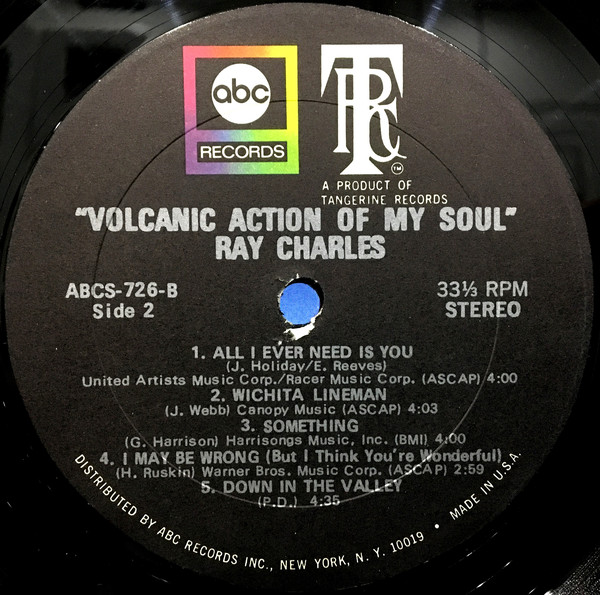 abc
RECORDS
TRC
TM
A PRODUCT OF
TANGERINE RECORDS
"VOLCANIC ACTION OF MY SOUL"
RAY CHARLES
ABCS-726-B
Side 2
33⅓ RPM
STEREO
1. ALL I EVER NEED IS YOU
(J. Holiday/E. Reeves)
United Artists Music Corp./Racer Music Corp. (ASCAP) 4:00
2. WICHITA LINEMAN
(J. Webb) Canopy Music (ASCAP) 4:03
3. SOMETHING
(G. Harrison) Harrisongs Music, Inc. (BMI) 4:00
4. I MAY BE WRONG (But I Think You're Wonderful)
(H. Ruskin) Warner Bros. Music Corp. (ASCAP) 2:59
5. DOWN IN THE VALLEY
(P.D.) 4:35
DISTRIBUTED BY ABC RECORDS INC., NEW YORK, N. Y. 10019 • MADE IN U.S.A.